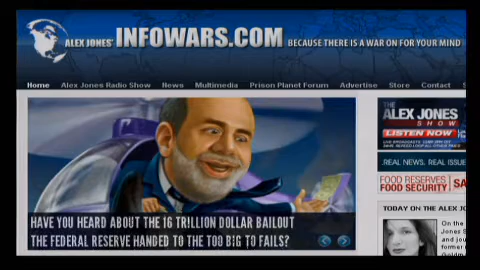 ALEX JONES' INFOWARS.COM BECAUSE THERE IS A WAR ON FOR YOUR MIND
Home Alex Jones Radio Show News Multimedia Prison Planet Forum Advertise Store Contact S
THE
ALEX JONES
SHOW
LISTEN NOW
REAL NEWS. REAL ISSUE
FOOD RESERVES
FOOD SECURITY SA
HAVE YOU HEARD ABOUT THE 16 TRILLION DOLLAR BAILOUT
THE FEDERAL RESERVE HANDED TO THE TOO BIG TO FAILS?
TODAY ON THE ALEX JO
On the
Jones S
and jou
former
Goldm